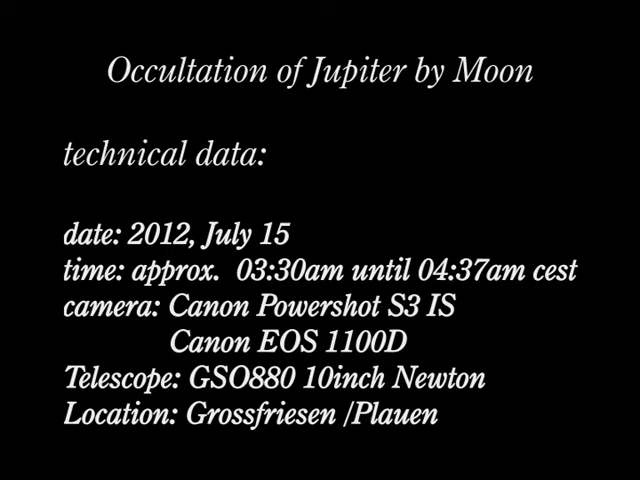 Occultation of Jupiter by Moon
technical data:
date: 2012, July 15
time: approx.  03:30am until 04:37am cest
camera: Canon Powershot S3 IS
Canon EOS 1100D
Telescope: GSO880 10inch Newton
Location: Grossfriesen /Plauen